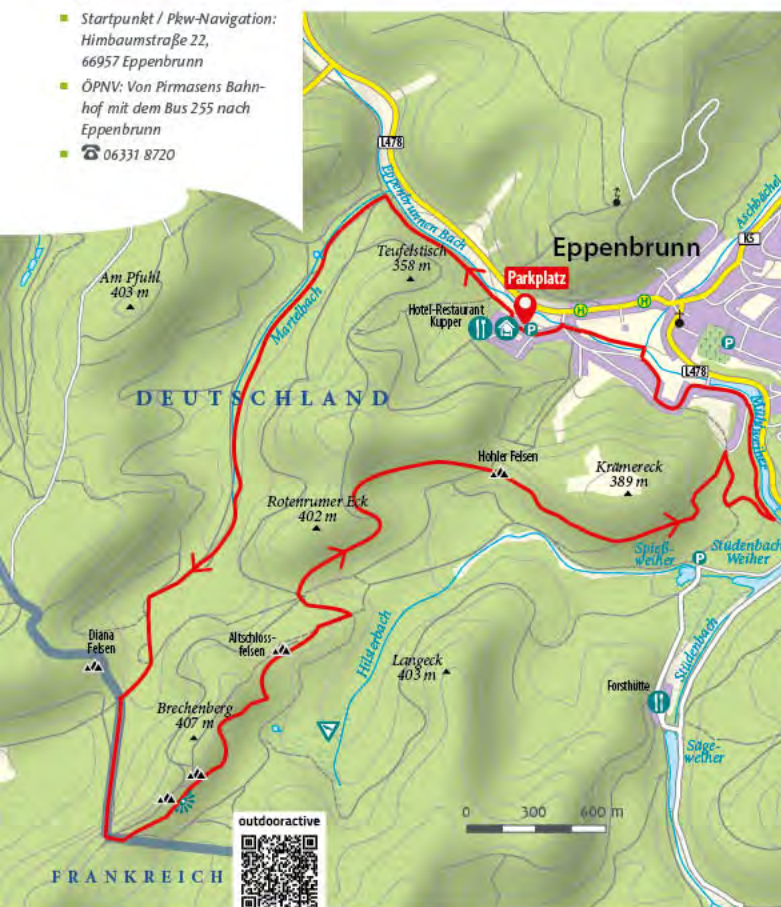 Startpunkt / Pkw-Navigation:
Himbaumstraße 22,
66957 Eppenbrunn
ÖPNV: Von Pirmasens Bahn-
hof mit dem Bus 255 nach
Eppenbrunn
06331 8720
L478
Eppenbrunner Bach
Aschbachel
Eppenbrunn
K5
Teufelstisch
358 m
Am Pfuhl
403 m
Parkplatz
Martelbach
Hotel-Restaurant
Kupper
H
H
P
P
L478
DEUTSCHLAND
Mühlweiher
Hohler Felsen
Krämereck
389 m
Rotenrumer Eck
402 m
Spieß-
weiher
P
Stüdenbach
Weiher
Diana
Felsen
Altschloss-
felsen
Hilsterbach
Langeck
403 m
Stüdenbach
Forsthütte
Brechenberg
407 m
Säge-
weiher
0 300 600 m
outdooractive
FRANKREICH